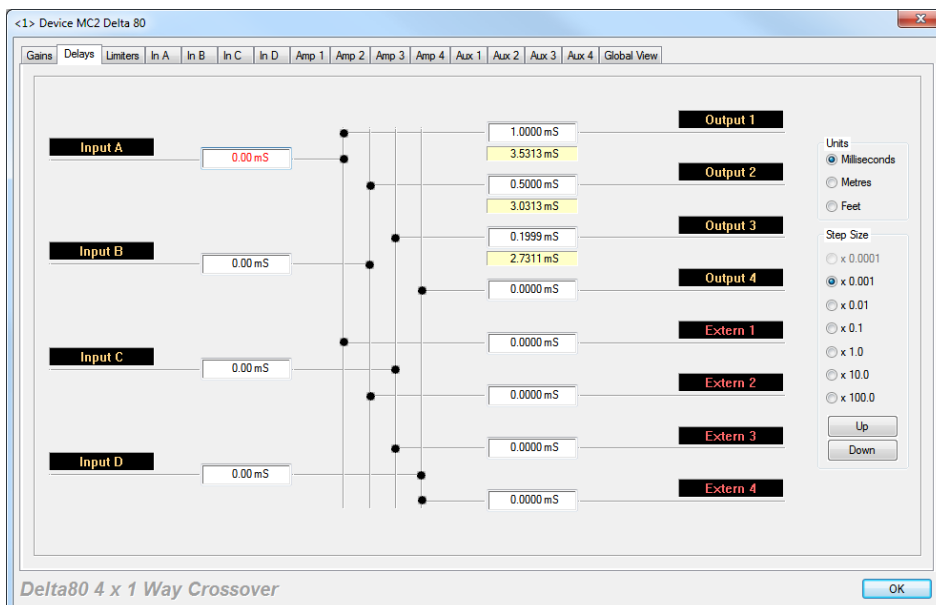 <1> Device MC2 Delta 80
Gains Delays Limiters In A In B In C In D Amp 1 Amp 2 Amp 3 Amp 4 Aux 1 Aux 2 Aux 3 Aux 4 Global View
Input A
0.00 mS
Input B
0.00 mS
Input C
0.00 mS
Input D
0.00 mS
1.0000 mS
3.5313 mS
0.5000 mS
3.0313 mS
0.1999 mS
2.7311 mS
0.0000 mS
0.0000 mS
0.0000 mS
0.0000 mS
0.0000 mS
Output 1
Output 2
Output 3
Output 4
Extern 1
Extern 2
Extern 3
Extern 4
Units
Milliseconds
Metres
Feet
Step Size
x 0.0001
x 0.001
x 0.01
x 0.1
x 1.0
x 10.0
x 100.0
Up
Down
Delta80 4 x 1 Way Crossover
OK